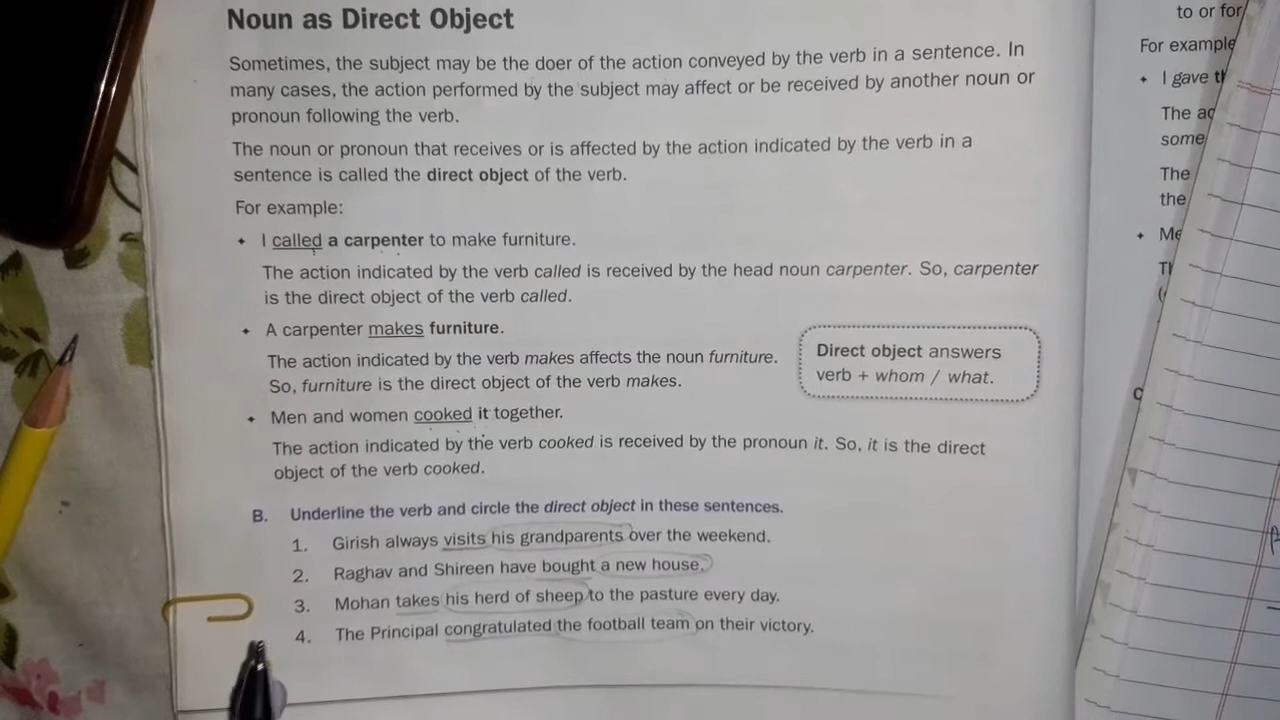 Noun as Direct Object
Sometimes, the subject may be the doer of the action conveyed by the verb in a sentence. In
many cases, the action performed by the subject may affect or be received by another noun or
pronoun following the verb.
The noun or pronoun that receives or is affected by the action indicated by the verb in a
sentence is called the direct object of the verb.
For example:
✦ I called a carpenter to make furniture.
The action indicated by the verb called is received by the head noun carpenter. So, carpenter
is the direct object of the verb called.
✦ A carpenter makes furniture.
The action indicated by the verb makes affects the noun furniture.
So, furniture is the direct object of the verb makes.
Direct object answers
verb + whom / what.
✦ Men and women cooked it together.
The action indicated by the verb cooked is received by the pronoun it. So, it is the direct
object of the verb cooked.
B. Underline the verb and circle the direct object in these sentences.
1. Girish always visits his grandparents over the weekend.
2. Raghav and Shireen have bought a new house.
3. Mohan takes his herd of sheep to the pasture every day.
4. The Principal congratulated the football team on their victory.
to or for
For example
✦ I gave
The
some
The
the
✦